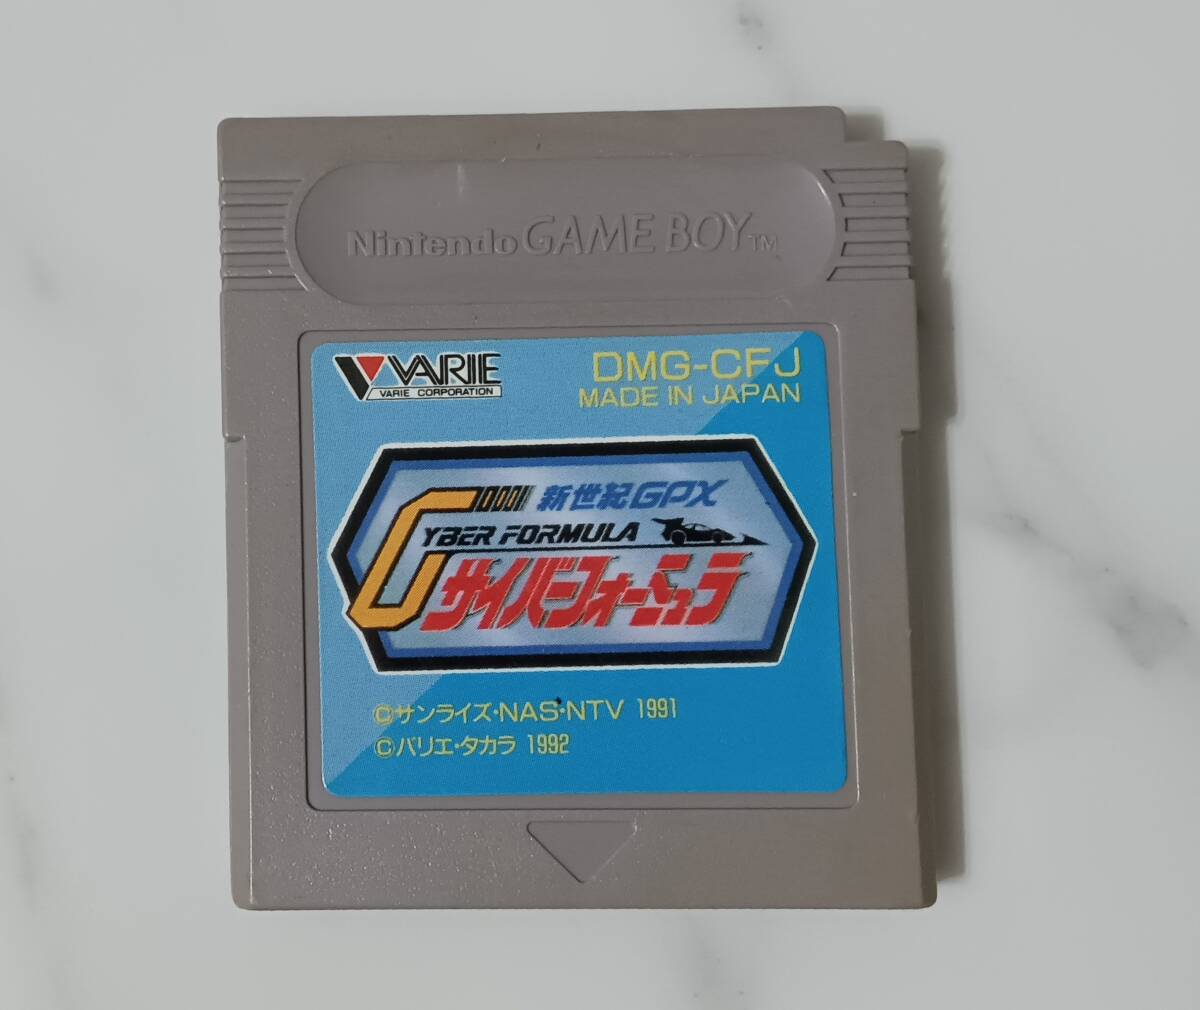 Nintendo GAME BOY TM
VARIE
VARIE CORPORATION
DMG-CFJ
MADE IN JAPAN
新世紀GPX
CYBER FORMULA
サイバーフォーミュラ
©サンライズ・NAS・NTV 1991
©バリエ・タカラ 1992